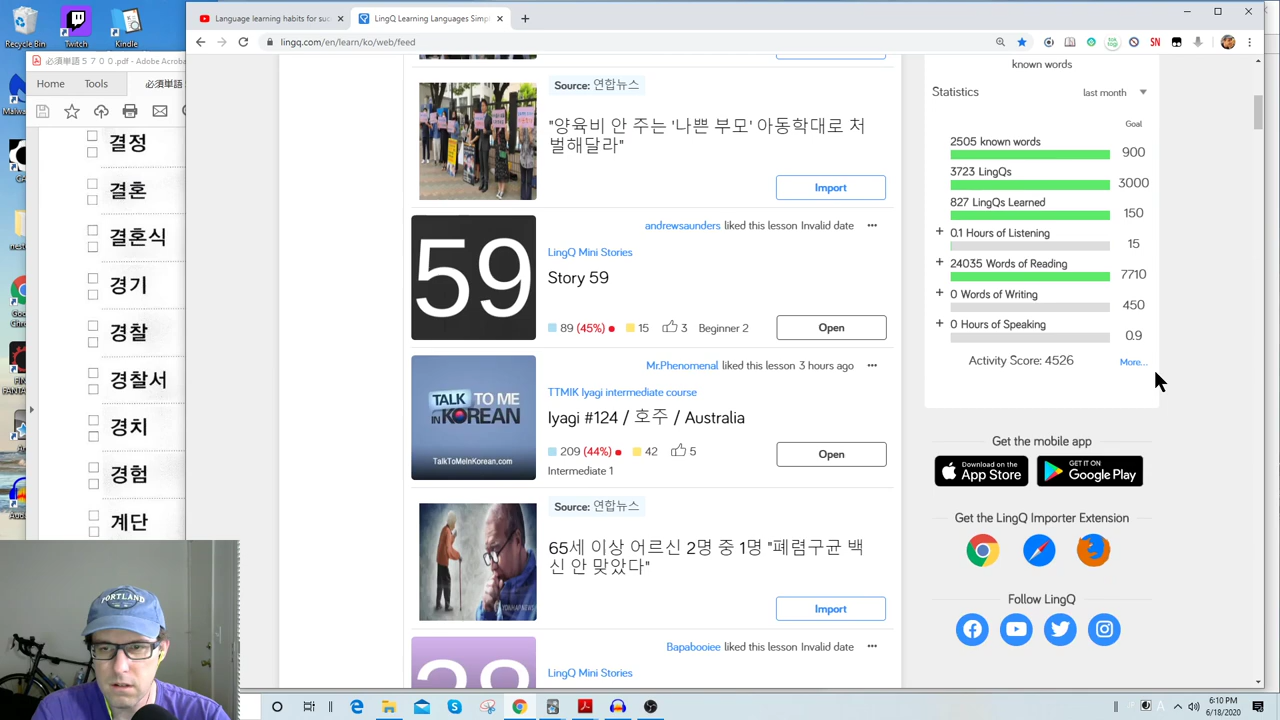 Recycle Bin
Twitch
Kindle
必須単語５７００.pdf - Adobe Acroba
Home
Tools
必須単語
결정
결혼
결혼식
경기
경찰
경찰서
경치
경험
계단
Language learning habits for suc
LingQ Learning Languages Simpl
lingq.com/en/learn/ko/web/feed
Source: 연합뉴스
"양육비 안 주는 '나쁜 부모' 아동학대로 처
벌해달라"
Import
andrewsaunders liked this lesson Invalid date
LingQ Mini Stories
59
Story 59
89 (45%) 15 3 Beginner 2
Open
Mr.Phenomenal liked this lesson 3 hours ago
TTMIK Iyagi intermediate course
TALK TO ME
IN KOREAN
TalkToMeInKorean.com
Iyagi #124 / 호주 / Australia
209 (44%) 42 5
Intermediate 1
Open
Source: 연합뉴스
65세 이상 어르신 2명 중 1명 "폐렴구균 백
신 안 맞았다"
Import
Bapabooiee liked this lesson Invalid date
LingQ Mini Stories
known words
Statistics
last month
Goal
2505 known words
900
3723 LingQs
3000
827 LingQs Learned
150
0.1 Hours of Listening
15
24035 Words of Reading
7710
0 Words of Writing
450
0 Hours of Speaking
0.9
Activity Score: 4526
More...
Get the mobile app
Download on the
App Store
GET IT ON
Google Play
Get the LingQ Importer Extension
Follow LingQ
PORTLAND
6:10 PM
6/18/2020